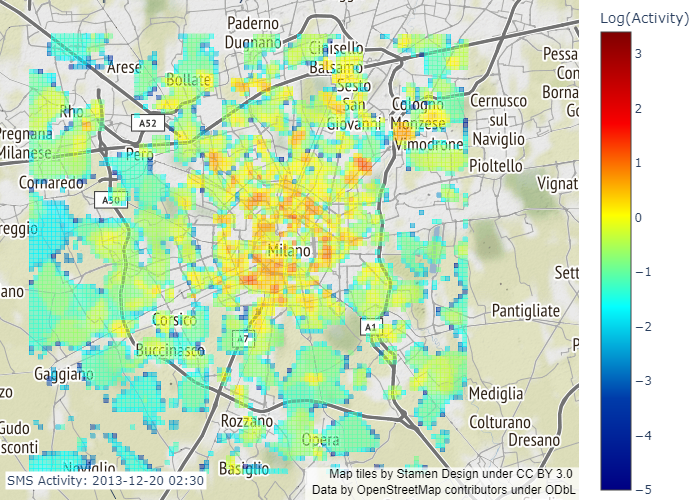 Log(Activity)
3
2
1
0
−1
−2
−3
−4
−5
Paderno
Dugnano
Cinisello
Balsamo
Arese
Bollate
Sesto
San
Giovanni
Rho
A52
Cologno
Monzese
Cernusco
sul
Naviglio
Pregnana
Milanese
Pero
Vimodrone
Pioltello
Cornaredo
A50
Vignat
reggio
Milano
Sett
ano
Pantigliate
Corsico
A7
A1
Buccinasco
Gaggiano
Mediglia
Rozzano
Colturano
Dresano
Opera
Gudo
sconti
Noviglio
Basiglio
Pessa
Con
Borna
Go
zo
P
SMS Activity: 2013-12-20 02:30
Map tiles by Stamen Design under CC BY 3.0
Data by OpenStreetMap contributors under ODbL